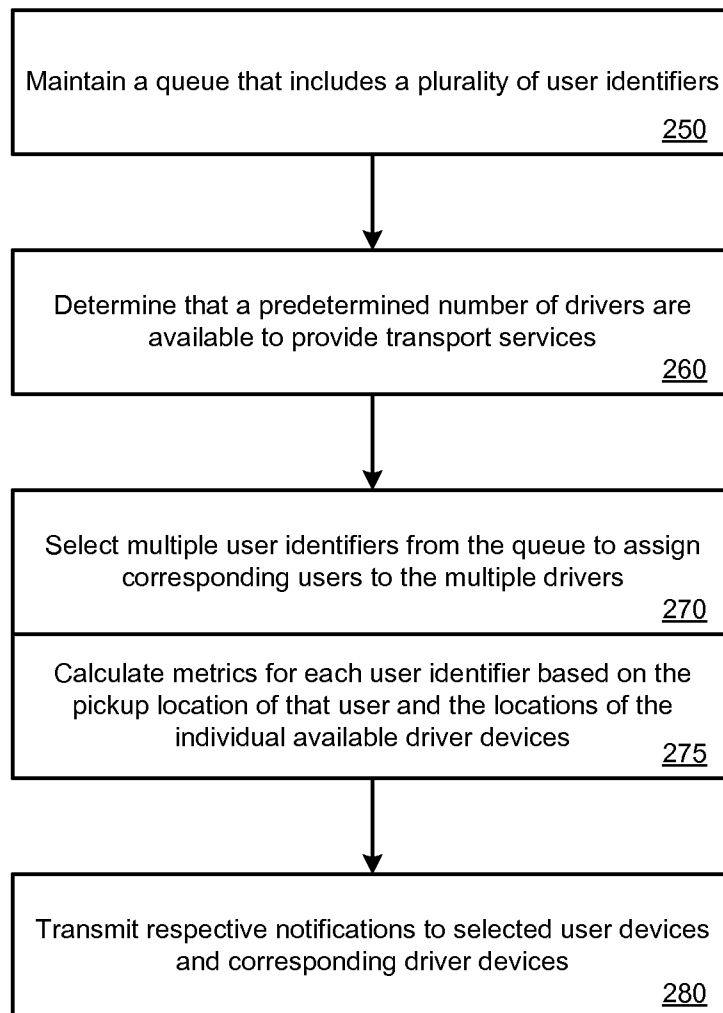 Maintain a queue that includes a plurality of user identifiers
250
Determine that a predetermined number of drivers are
available to provide transport services
260
Select multiple user identifiers from the queue to assign
corresponding users to the multiple drivers
270
Calculate metrics for each user identifier based on the
pickup location of that user and the locations of the
individual available driver devices
275
Transmit respective notifications to selected user devices
and corresponding driver devices
280